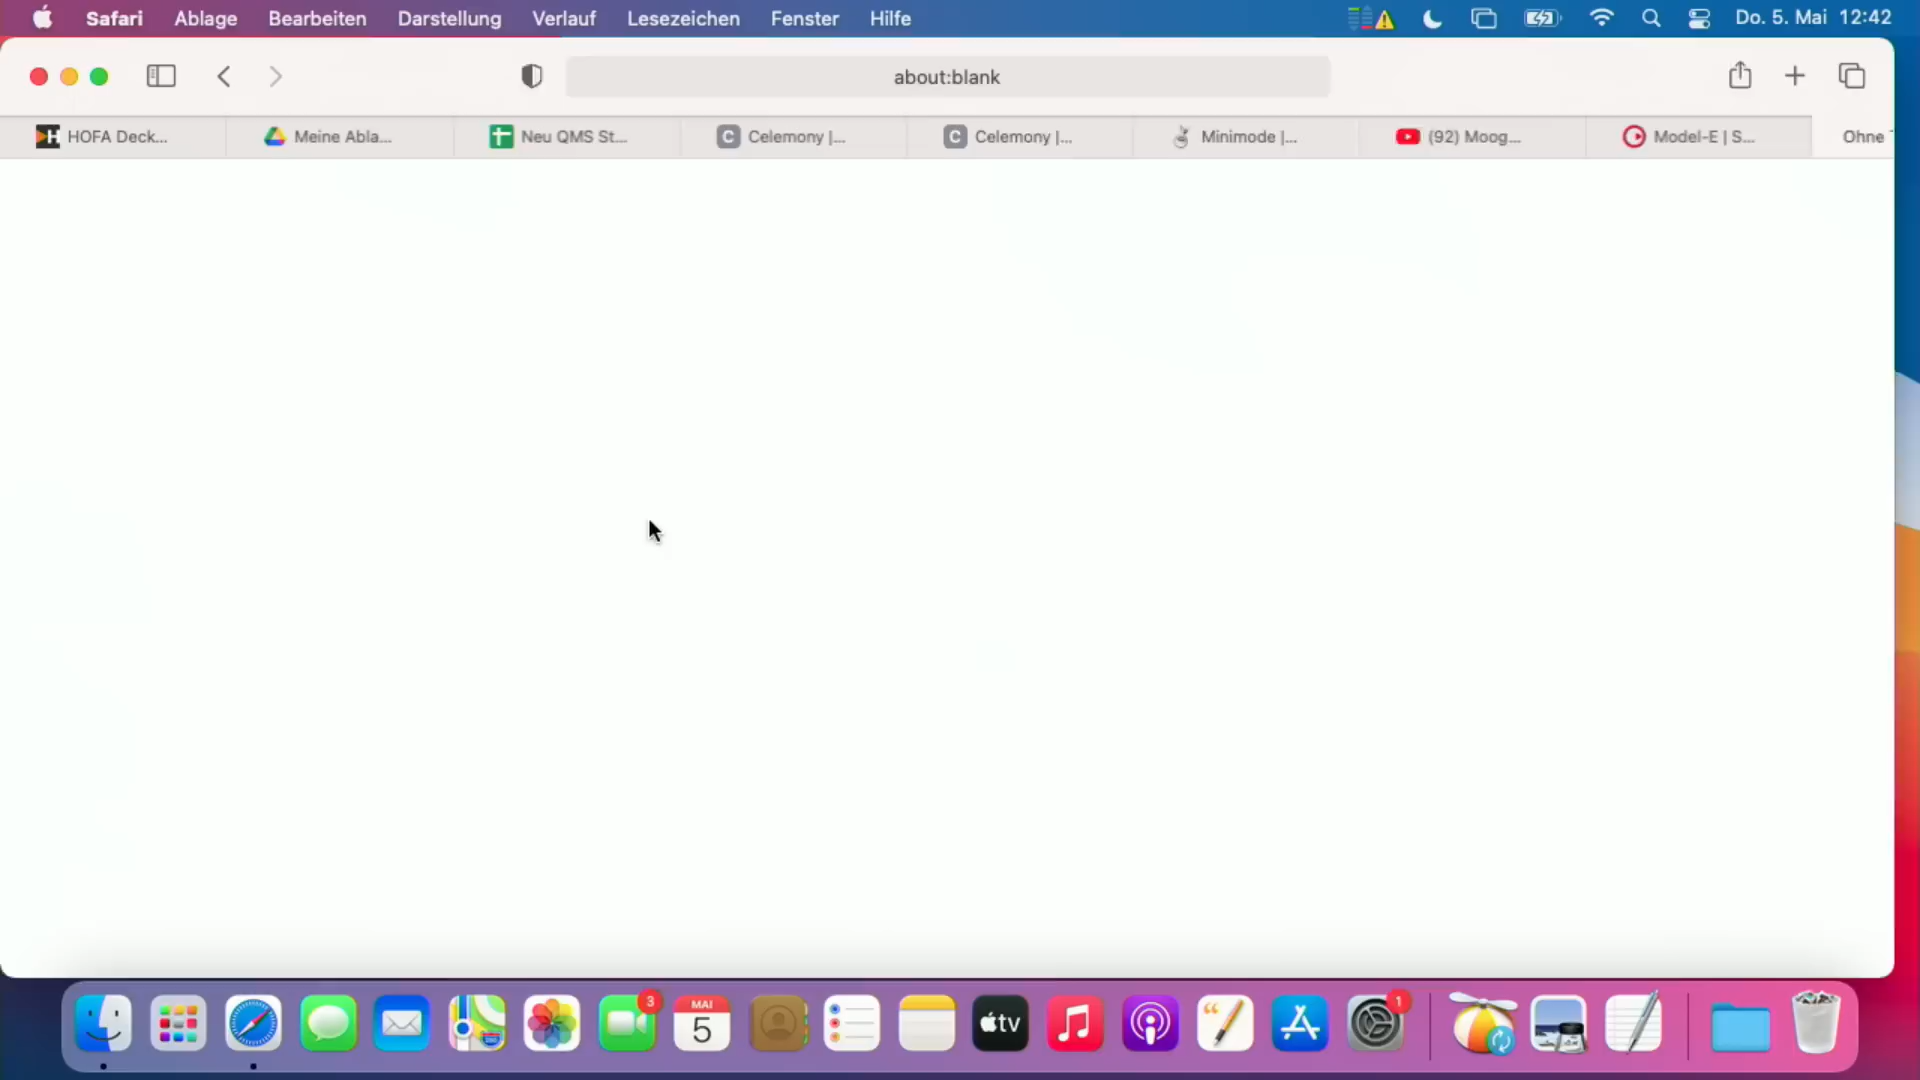 Safari Ablage Bearbeiten Darstellung Verlauf Lesezeichen Fenster Hilfe Do. 5. Mai 12:42
about:blank
HOFA Deck... Meine Abla... Neu QMS St... Celemony |... Celemony |... Minimode |... (92) Moog... Model-E | S... Ohne
3 MAI 5 tv 1